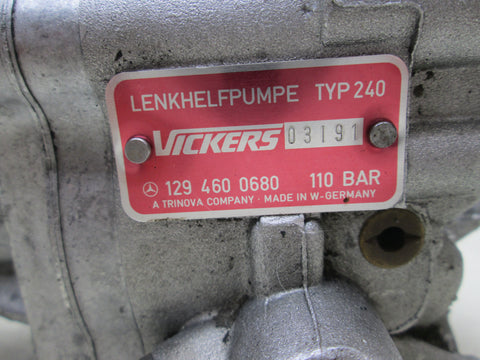 LENKHELFPUMPE TYP 240
VICKERS 03191
129 460 0680 110 BAR
A TRINOVA COMPANY · MADE IN W-GERMANY